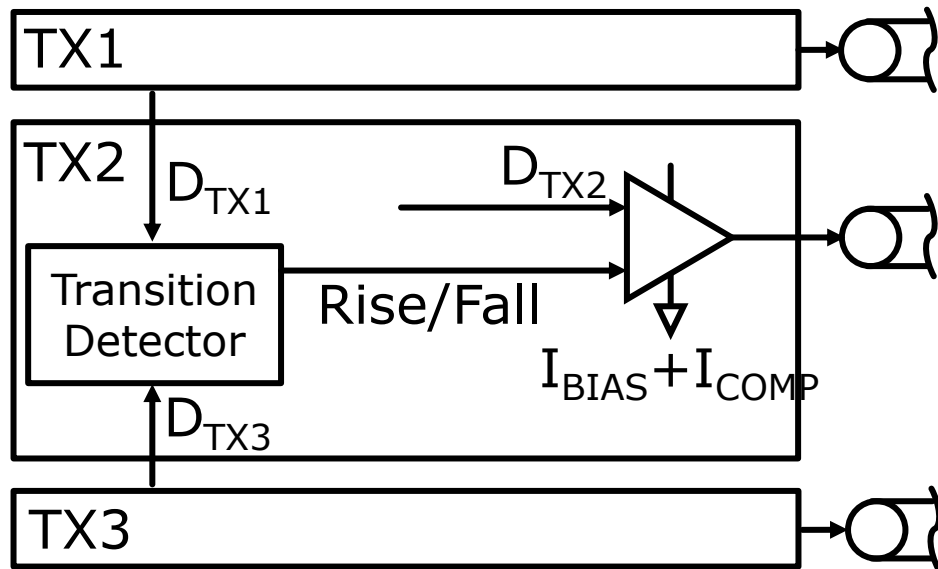 TX1
TX2
D_TX1
D_TX2
Transition
Detector
Rise/Fall
I_BIAS+I_COMP
D_TX3
TX3